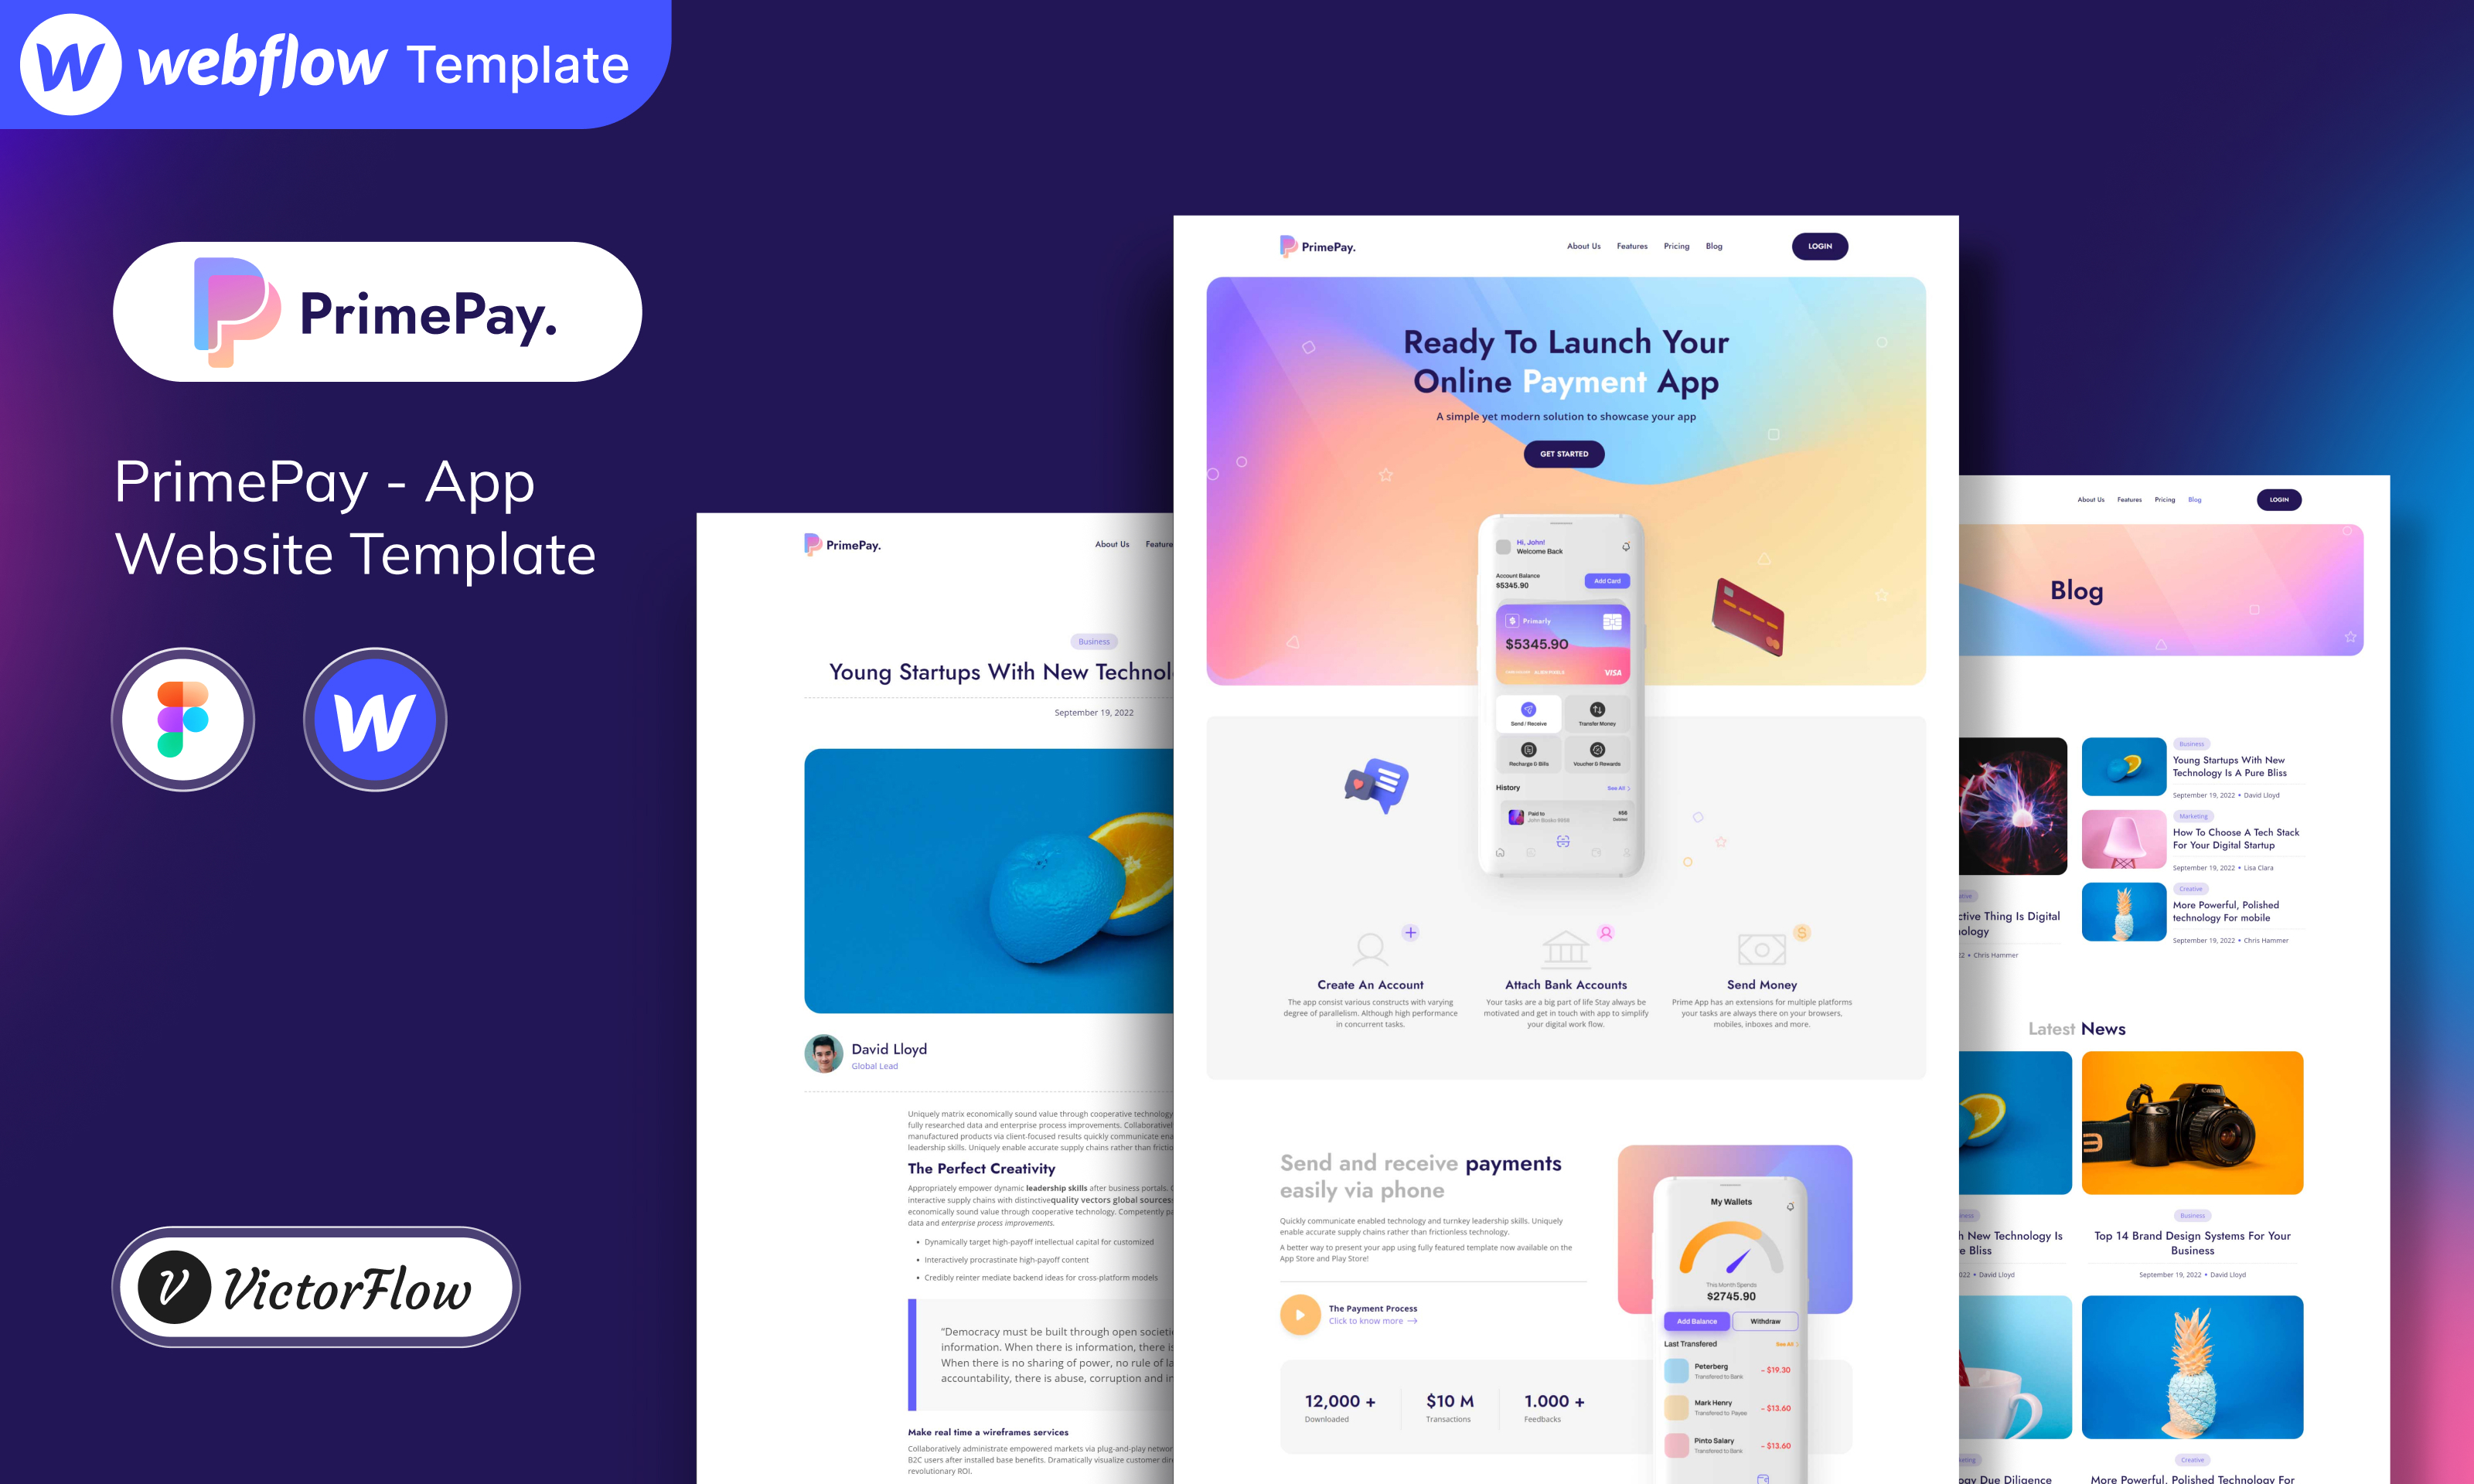 webflow Template
PrimePay.
PrimePay - App
Website Template
VictorFlow
PrimePay.
About Us
Business
Young Startups With New
September 19, 2022
David Lloyd
Global Lead
Uniquely matrix economically sound value through cooperative technology
fully researched data and enterprise process improvements.
manufactured products via client-focused results quickly communicate
leadership skills. Uniquely enable accurate supply chains rather than
The Perfect Creativity
Appropriately empower dynamic leadership skills after business portals.
interactive supply chains with distinctivequality vectors global sources
economically sound value through cooperative technology. Competently
data and enterprise process improvements.
• Dynamically target high-payoff intellectual capital for customized
• Interactively procrastinate high-payoff content
• Credibly reinter mediate backend ideas for cross-platform models
"Democracy must be built through open
information. When there is information, there
When there is no sharing of power, no rule of
accountability, there is abuse, corruption and
Make real time a wireframes services
Collaboratively administrate empowered markets via plug-and-play
B2C users after installed base benefits. Dramatically visualize customer
revolutionary ROI.
PrimePay.
About Us Features Pricing Blog LOGIN
Ready To Launch Your
Online Payment App
A simple yet modern solution to showcase your app
GET STARTED
Hi, John!
Welcome Back
Account Balance
$5345.90
Add Card
Primarly
$5345.90
VISA
Send / Receive
Transfer Money
Recharge & Bills
Voucher & Rewards
History
See All
Paid to
Create An Account
The app consist various constructs with varying
degree of parallelism. Although high performance
in concurrent tasks.
Attach Bank Accounts
Your tasks are a big part of life Stay always be
motivated and get in touch with app to simplify
your digital work flow.
Send Money
Prime App has an extensions for multiple platforms
your tasks are always there on your browsers,
mobiles, inboxes and more.
Send and receive payments
easily via phone
Quickly communicate enabled technology and turnkey leadership skills. Uniquely
enable accurate supply chains rather than frictionless technology.
A better way to present your app using fully featured template now available on the
App Store and Play Store!
The Payment Process
Click to know more →
12,000 +
Downloaded
$10 M
Transactions
1.000 +
Feedbacks
My Wallets
This Month Spends
$2745.90
Add Balance
Withdraw
Last Transfered
See All
Peterberg
Transfered to Bank
- $19.30
Mark Henry
Transfered to Payee
- $13.60
Pinto Salary
Transfered to Bank
- $13.60
About Us Features Pricing Blog LOGIN
Blog
Thing Is Digital
• Chris Hammer
Business
Young Startups With New
Technology Is A Pure Bliss
September 19, 2022 • David Lloyd
Marketing
How To Choose A Tech Stack
For Your Digital Startup
September 19, 2022 • Lisa Clara
Creative
More Powerful, Polished
technology For mobile
September 19, 2022 • Chris Hammer
Latest News
New Technology Is
Bliss
• David Lloyd
Canon
Business
Top 14 Brand Design Systems For Your
Business
September 19, 2022 • David Lloyd
Due Diligence
Creative
More Powerful, Polished Technology For